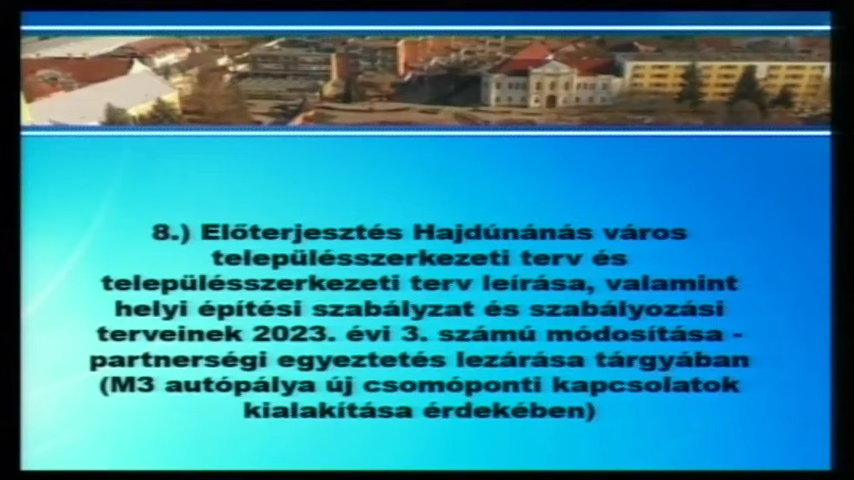 8.) Előterjesztés Hajdúnánás város
településszerkezeti terv és
településszerkezeti terv leírása, valamint
helyi építési szabályzat és szabályozási
terveinek 2023. évi 3. számú módosítása -
partnerségi egyeztetés lezárása tárgyában
(M3 autópálya új csomóponti kapcsolatok
kialakítása érdekében)